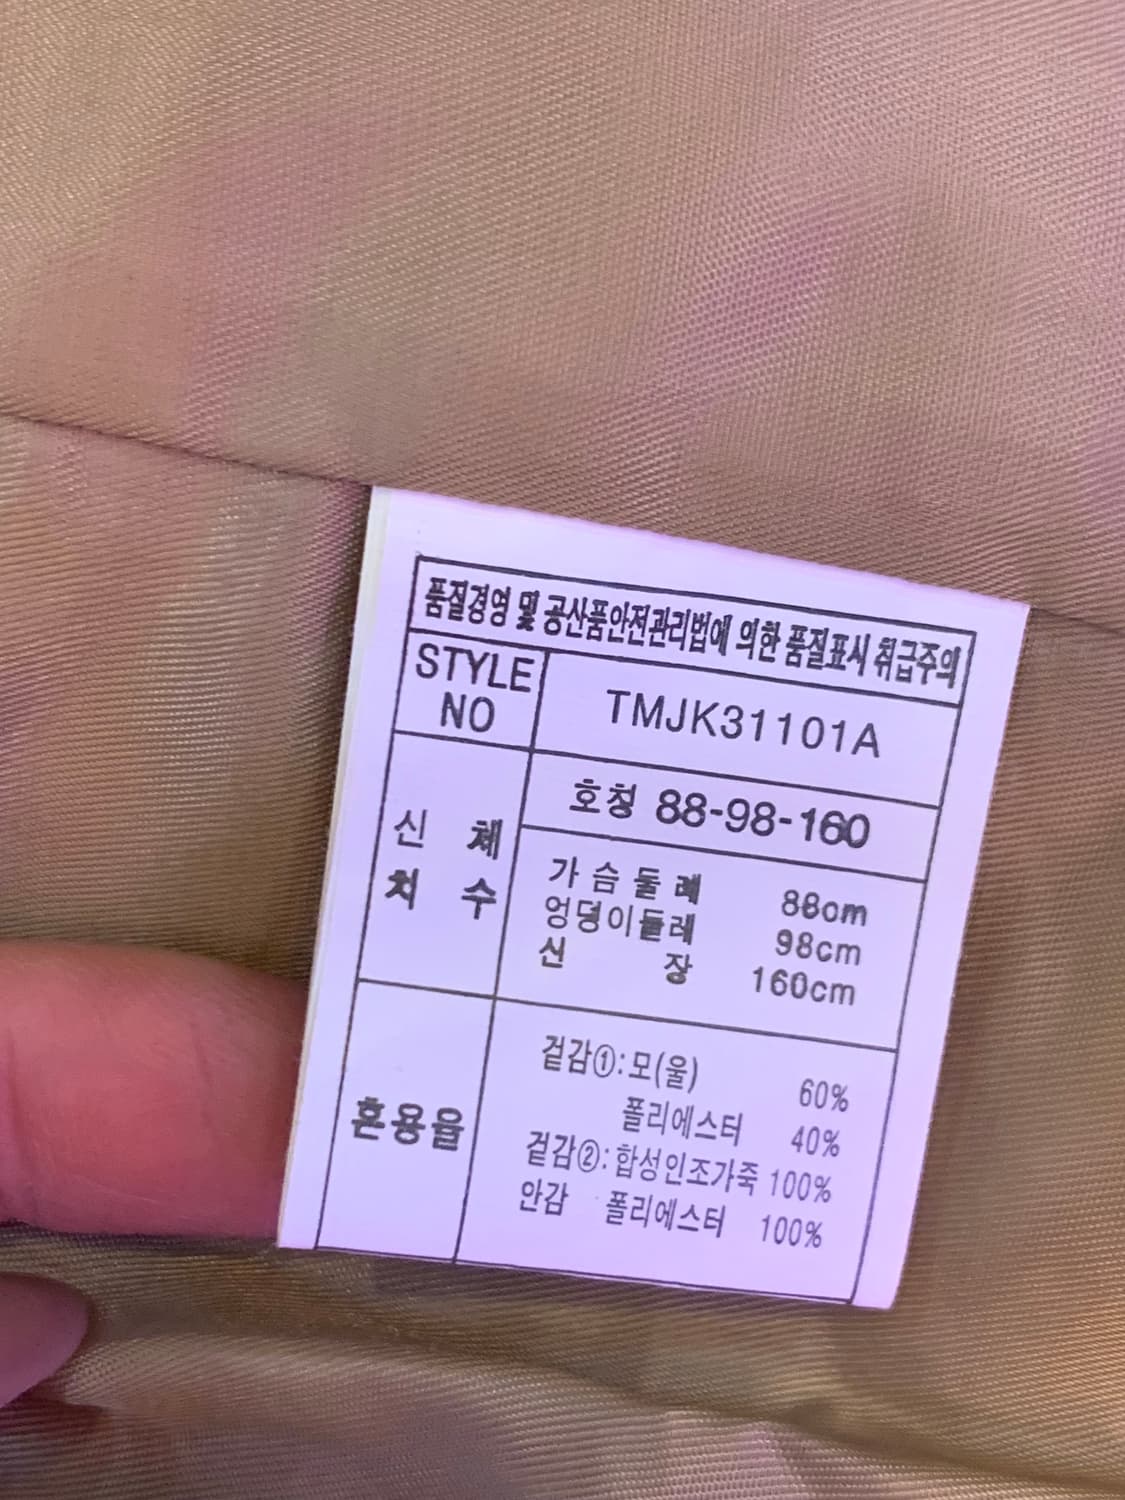 품질경영 및 공산품안전관리법에 의한 품질표시 취급주의
STYLE NO TMJK31101A
신체 치수
호칭 88-98-160
가슴둘레 88cm
엉덩이둘레 98cm
신장 160cm
혼용율
겉감①:모(울) 60%
폴리에스터 40%
겉감②:합성인조가죽 100%
안감 폴리에스터 100%